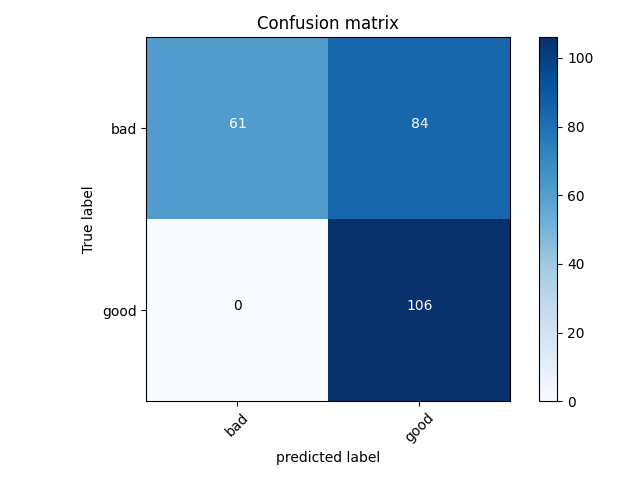 Confusion matrix
True label
bad
61
84
good
0
106
bad
good
predicted label
100
80
60
40
20
0